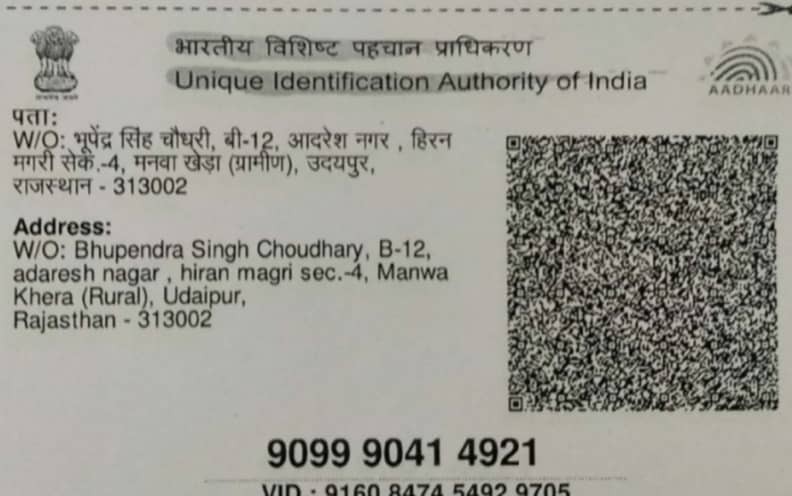 भारतीय विशिष्ट पहचान प्राधिकरण
Unique Identification Authority of India
AADHAAR
पता:
W/O: भूपेंद्र सिंह चौधरी, बी-12, आदरेश नगर , हिरन
मगरी सेक.-4, मनवा खेड़ा (ग्रामीण), उदयपुर,
राजस्थान - 313002
Address:
W/O: Bhupendra Singh Choudhary, B-12,
adaresh nagar , hiran magri sec.-4, Manwa
Khera (Rural), Udaipur,
Rajasthan - 313002
9099 9041 4921
VID : 9160 8474 5492 9705